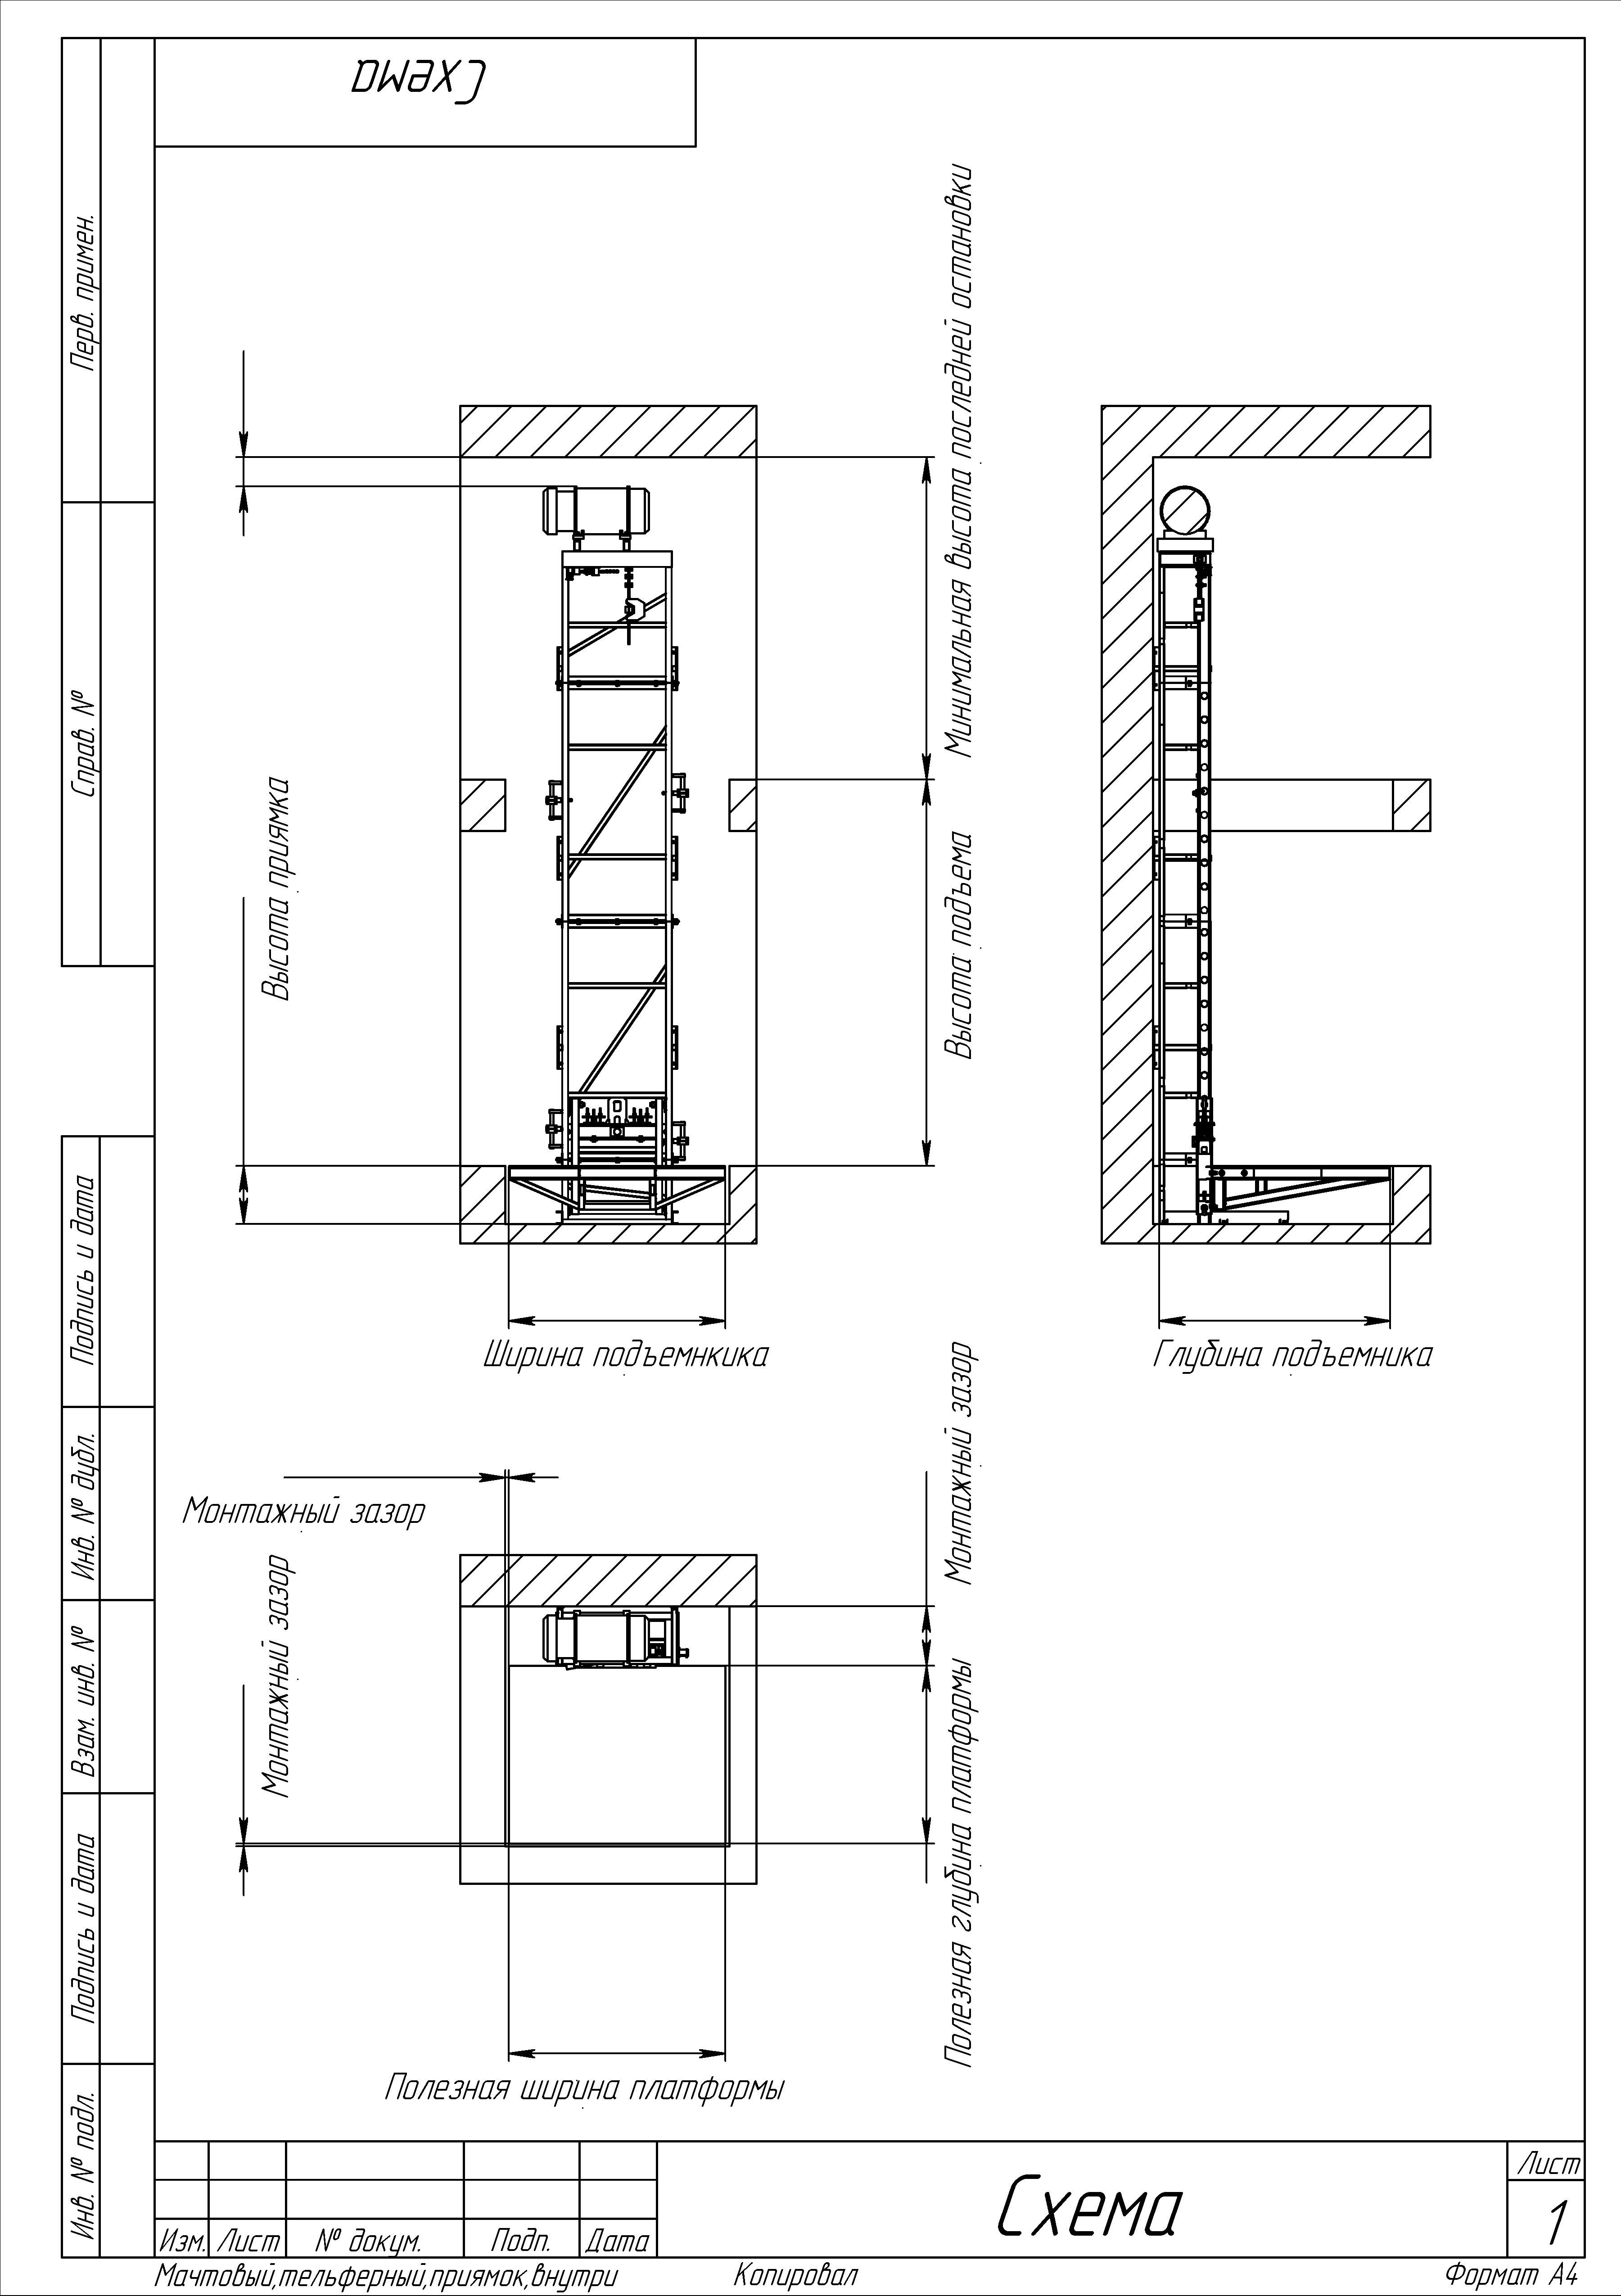 Схема
Перв. примен.
Справ. №
Подпись и дата
Инв. № дубл.
Взам. инв. №
Подпись и дата
Инв. № подл.
Минимальная высота последней остановки
Высота приямка
Высота подъема
Ширина подъемнкика
Глубина подъемника
Монтажный зазор
Монтажный зазор
Монтажный зазор
Полезная глубина платформы
Полезная ширина платформы
Изм. Лист № докум. Подп. Дата
Схема
Лист
1
Мачтовый,тельферный,приямок,внутри
Копировал
Формат А4